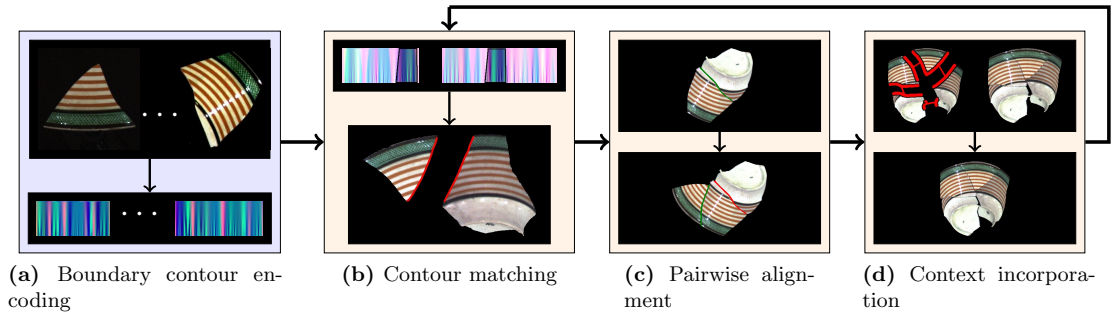 (a) Boundary contour en-
coding
(b) Contour matching
(c) Pairwise align-
ment
(d) Context incorpora-
tion